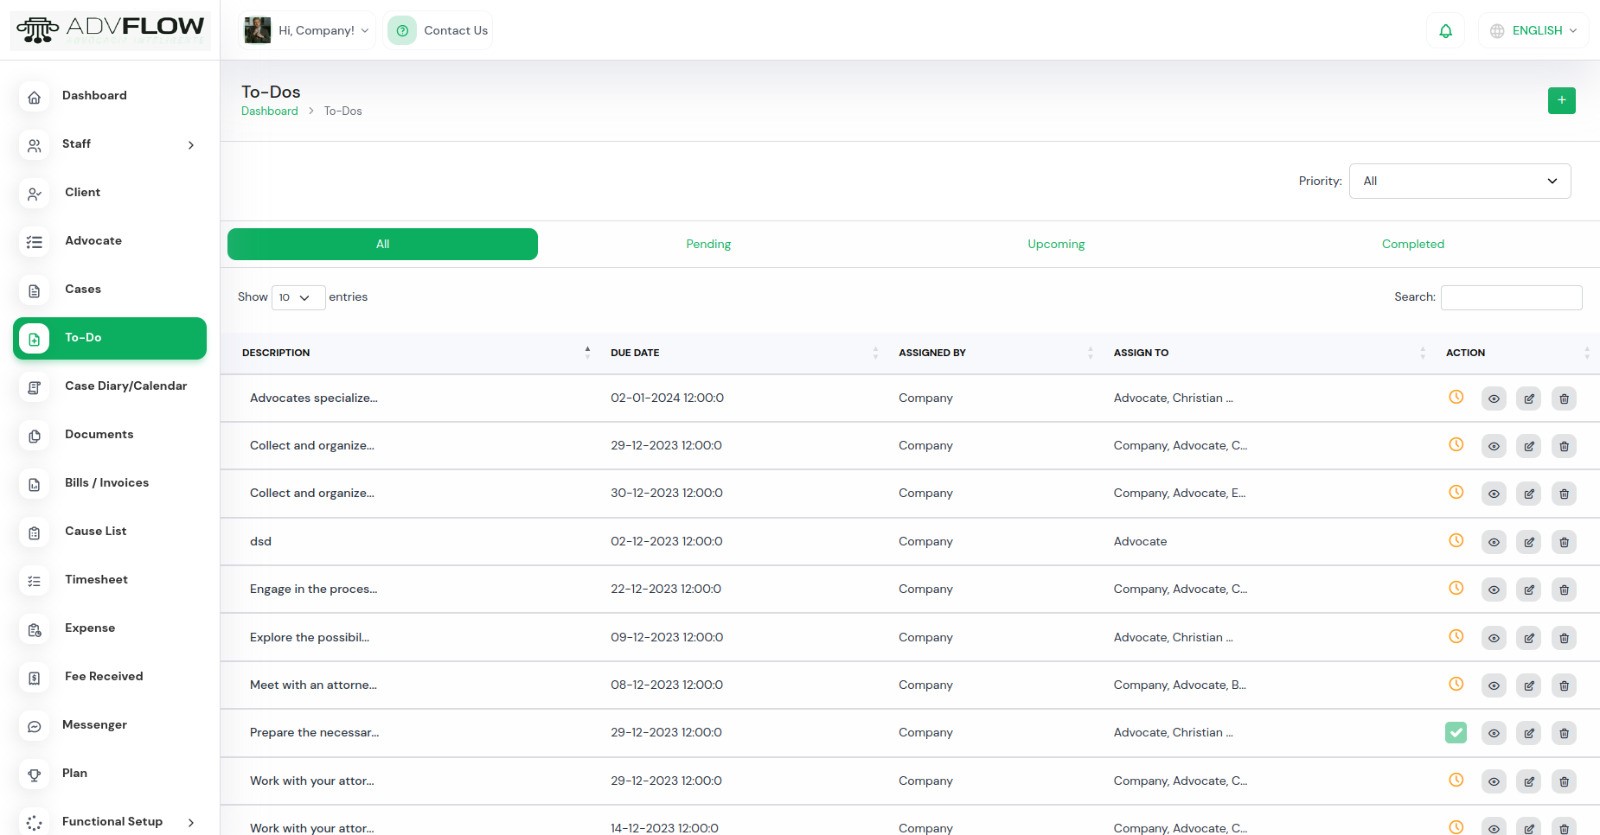 ADVFLOW
Hi, Company!
Contact Us
ENGLISH
Dashboard
Staff
Client
Advocate
Cases
To-Do
Case Diary/Calendar
Documents
Bills / Invoices
Cause List
Timesheet
Expense
Fee Received
Messenger
Plan
Functional Setup
To-Dos
Dashboard > To-Dos
+
Priority: All
All Pending Upcoming Completed
Show 10 entries Search:
DESCRIPTION DUE DATE ASSIGNED BY ASSIGN TO ACTION
Advocates specialize... 02-01-2024 12:00:0 Company Advocate, Christian ...
Collect and organize... 29-12-2023 12:00:0 Company Company, Advocate, C...
Collect and organize... 30-12-2023 12:00:0 Company Company, Advocate, E...
dsd 02-12-2023 12:00:0 Company Advocate
Engage in the proces... 22-12-2023 12:00:0 Company Company, Advocate, C...
Explore the possibil... 09-12-2023 12:00:0 Company Advocate, Christian ...
Meet with an attorne... 08-12-2023 12:00:0 Company Company, Advocate, B...
Prepare the necessar... 29-12-2023 12:00:0 Company Advocate, Christian ...
Work with your attor... 29-12-2023 12:00:0 Company Company, Advocate, C...
Work with your attor... 14-12-2023 12:00:0 Company Company, Advocate, C...